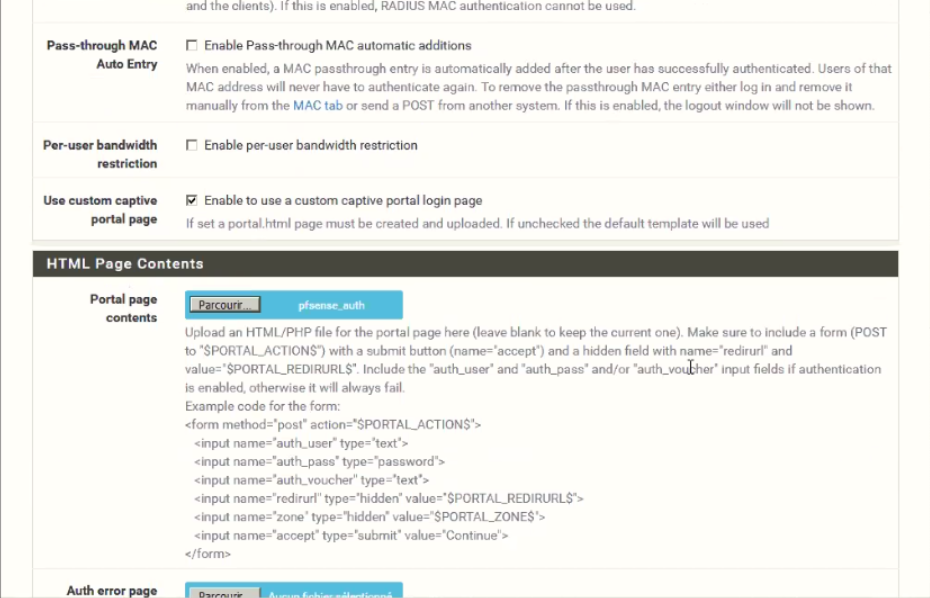 and the clients). If this is enabled, RADIUS MAC authentication cannot be used.
Pass-through MAC
Auto Entry
Enable Pass-through MAC automatic additions
When enabled, a MAC passthrough entry is automatically added after the user has successfully authenticated. Users of that
MAC address will never have to authenticate again. To remove the passthrough MAC entry either log in and remove it
manually from the MAC tab or send a POST from another system. If this is enabled, the logout window will not be shown.
Per-user bandwidth
restriction
Enable per-user bandwidth restriction
Use custom captive
portal page
Enable to use a custom captive portal login page
If set a portal.html page must be created and uploaded. If unchecked the default template will be used
HTML Page Contents
Portal page
contents
Parcourir... pfsense_auth
Upload an HTML/PHP file for the portal page here (leave blank to keep the current one). Make sure to include a form (POST
to "$PORTAL_ACTION$") with a submit button (name="accept") and a hidden field with name="redirurl" and
value="$PORTAL_REDIRURL$". Include the "auth_user" and "auth_pass" and/or "auth_voucher" input fields if authentication
is enabled, otherwise it will always fail.
Example code for the form:
<form method="post" action="$PORTAL_ACTION$">
<input name="auth_user" type="text">
<input name="auth_pass" type="password">
<input name="auth_voucher" type="text">
<input name="redirurl" type="hidden" value="$PORTAL_REDIRURL$">
<input name="zone" type="hidden" value="$PORTAL_ZONE$">
<input name="accept" type="submit" value="Continue">
</form>
Auth error page
Parcourir... Aucun fichier sélectionné.